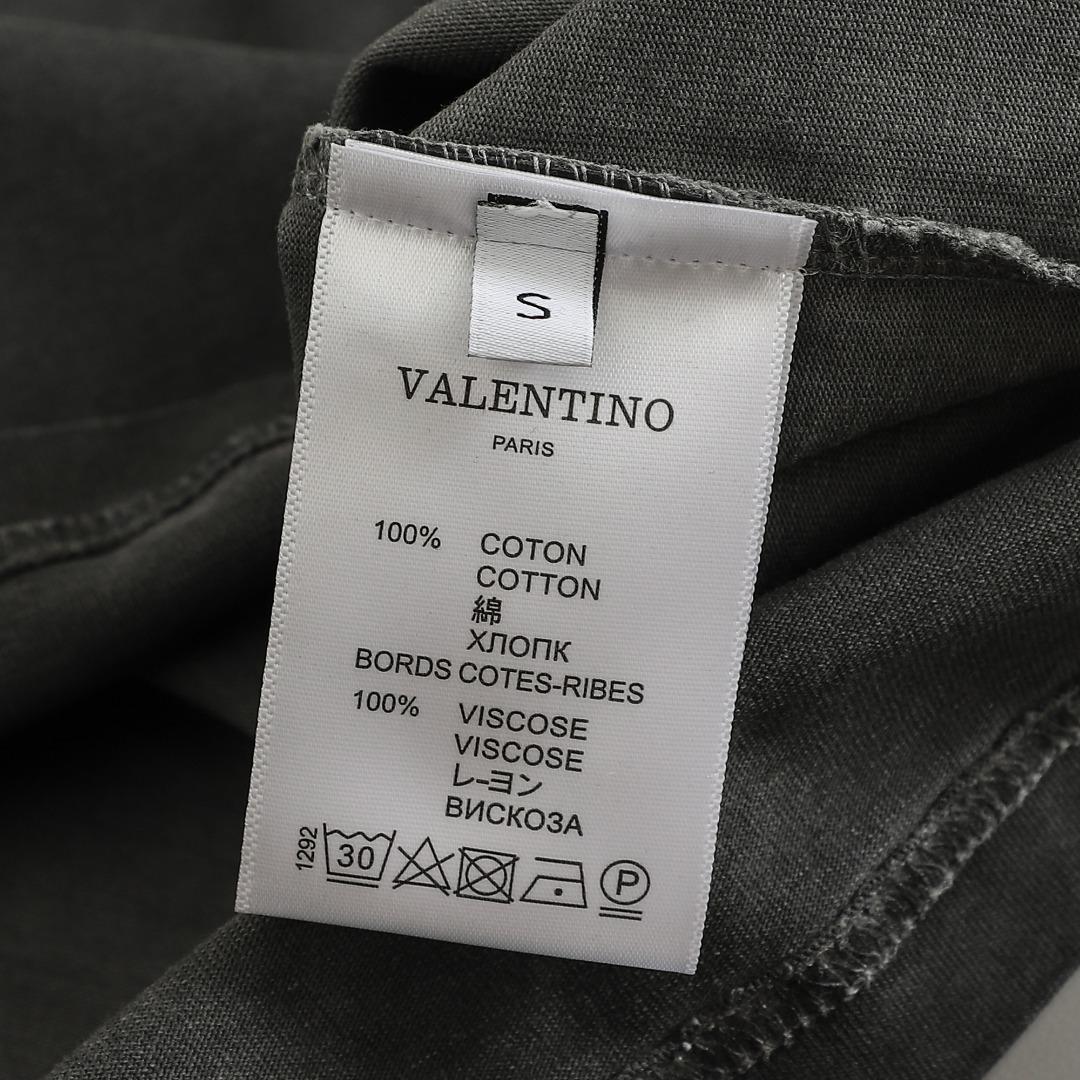 S
VALENTINO
PARIS
100% COTON
COTTON
綿
ХЛОПК
BORDS COTES-RIBES
100% VISCOSE
VISCOSE
レーヨン
ВИСКОЗА
1292 30 P